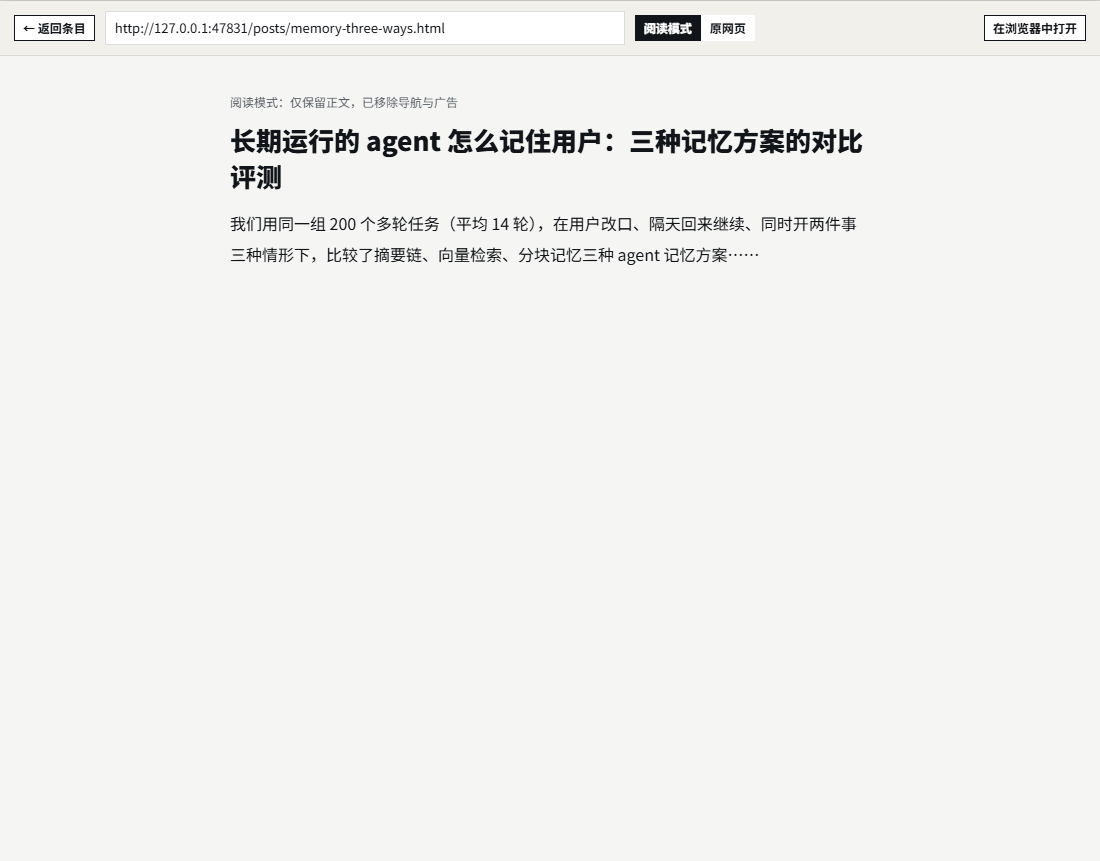 ← 返回条目
http://127.0.0.1:47831/posts/memory-three-ways.html
阅读模式
原网页
在浏览器中打开
阅读模式：仅保留正文，已移除导航与广告
长期运行的 agent 怎么记住用户：三种记忆方案的对比
评测
我们用同一组 200 个多轮任务（平均 14 轮），在用户改口、隔天回来继续、同时开两件事
三种情形下，比较了摘要链、向量检索、分块记忆三种 agent 记忆方案……